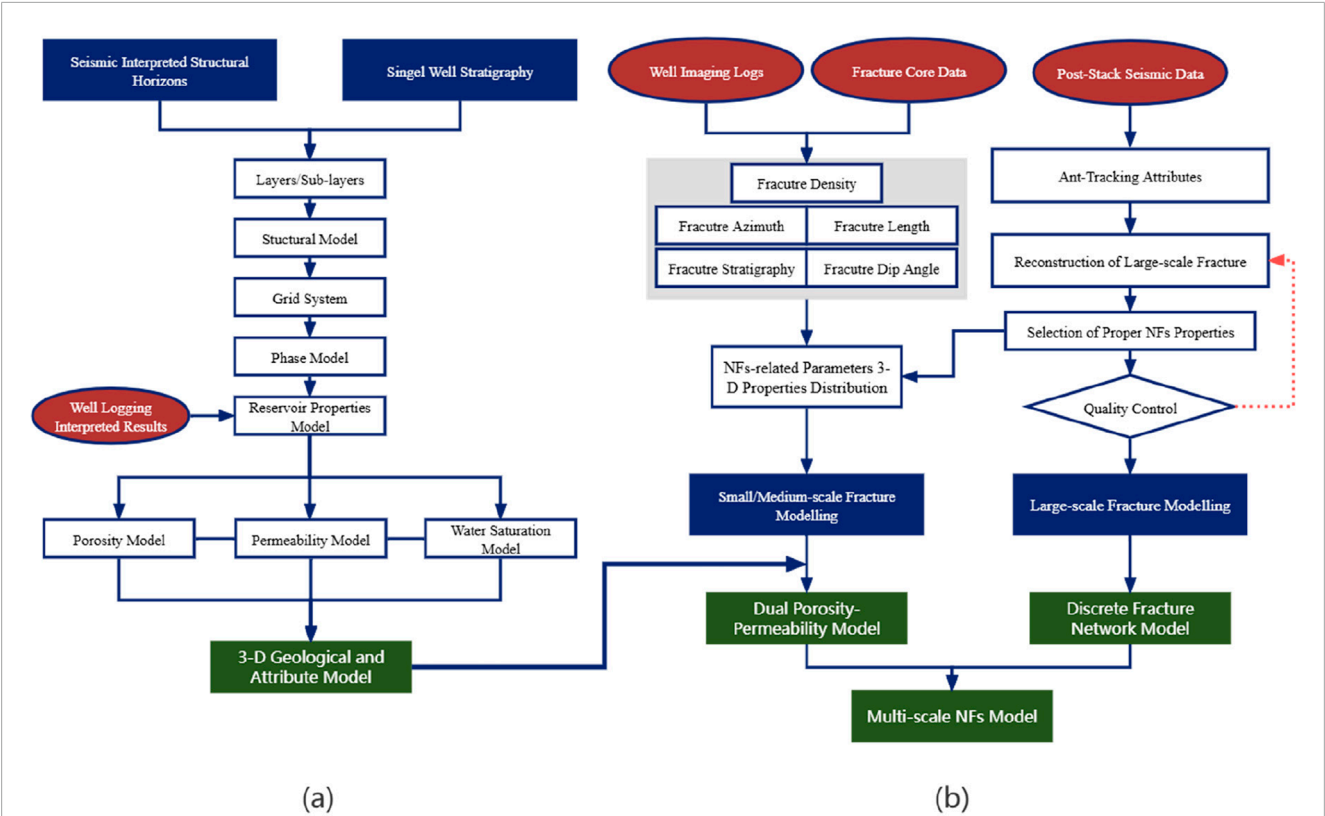 Seismic Interpreted Structural
Horizons
Singel Well Stratigraphy
Layers/Sub-layers
Stuctural Model
Grid System
Phase Model
Well Logging
Interpreted Results
Reservoir Properties
Model
Porosity Model
Permeability Model
Water Saturation
Model
3-D Geological and
Attribute Model
(a)
Well Imaging Logs
Fracture Core Data
Post-Stack Seismic Data
Fracutre Density
Fracutre Azimuth
Fracutre Length
Fracutre Stratigraphy
Fracutre Dip Angle
Ant-Tracking Attributes
Reconstruction of Large-scale Fracture
Selection of Proper NFs Properties
NFs-related Parameters 3-
D Properties Distribution
Quality Control
Small/Medium-scale Fracture
Modelling
Large-scale Fracture Modelling
Dual Porosity-
Permeability Model
Discrete Fracture
Network Model
Multi-scale NFs Model
(b)